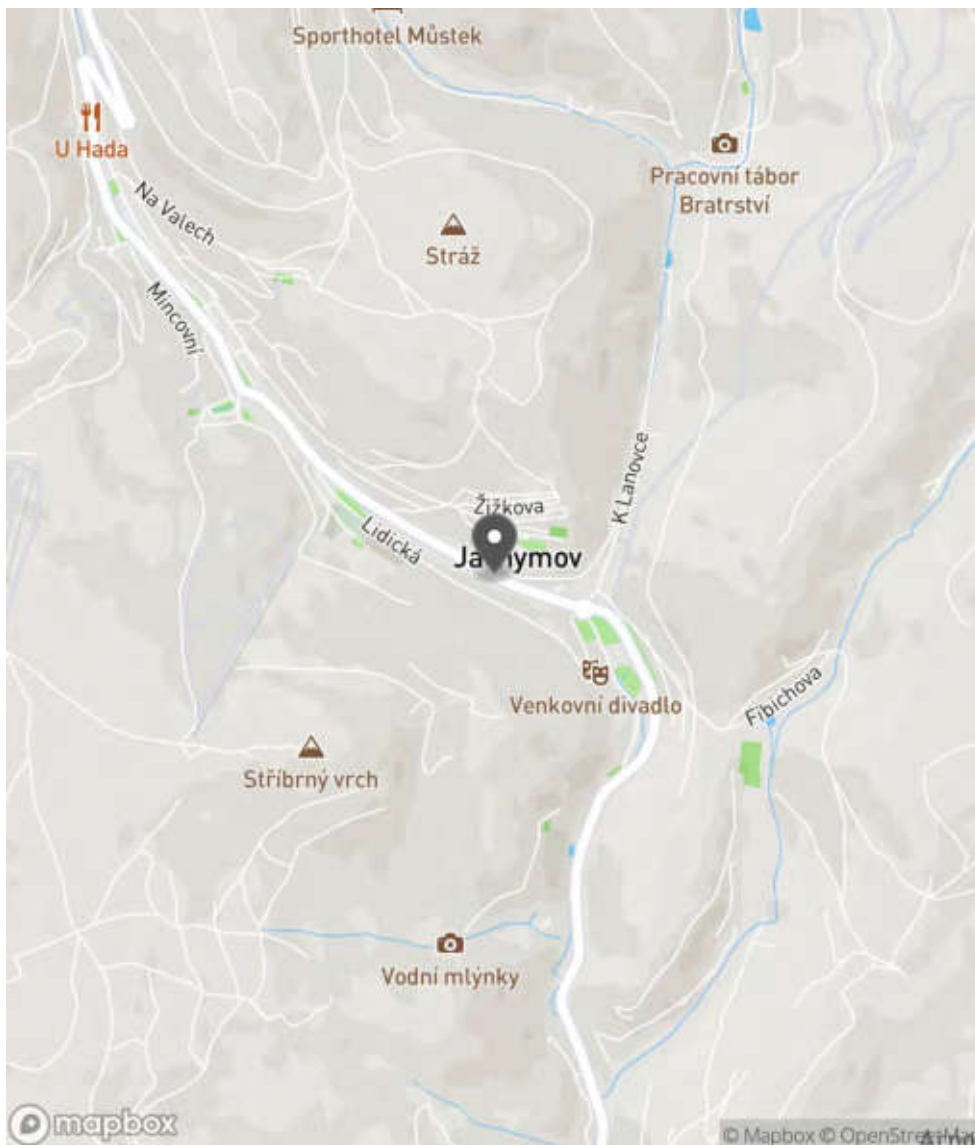 Sporthotel Můstek
U Hada
Pracovní tábor
Bratrství
Na Valech
Stráž
Mincovní
K Lanovce
Žižkova
Lidická
Venkovní divadlo
Fibichova
Stříbrný vrch
Vodní mlýnky
mapbox
© Mapbox © OpenStreetMap